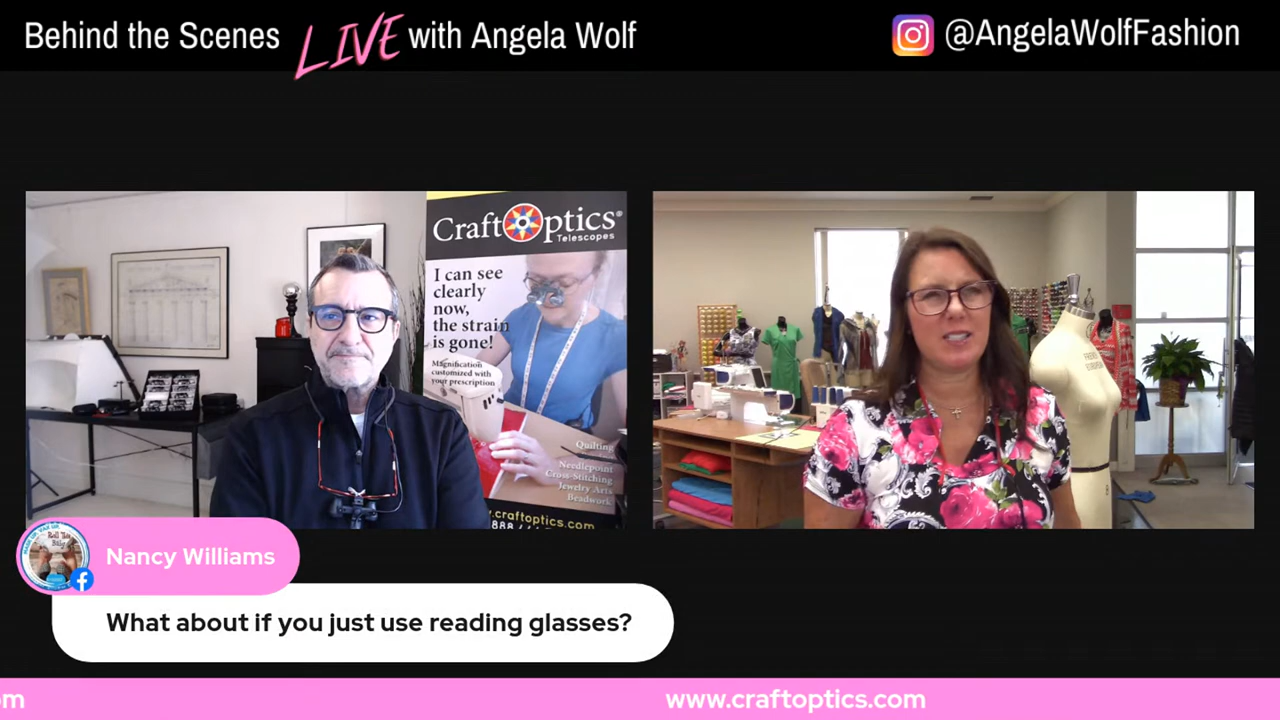 Behind the Scenes LIVE with Angela Wolf
@AngelaWolfFashion
CraftOptics®
Telescopes
I can see
clearly
now,
the strain
is gone!
Magnification
customized with
your prescription
Quilting
Needlepoint
Cross-Stitching
Jewelry Arts
Beadwork
.craftoptics.com
888
Nancy Williams
What about if you just use reading glasses?
om
www.craftoptics.com